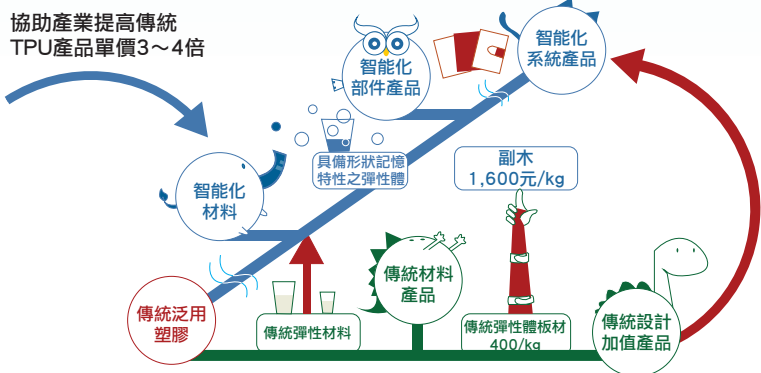 協助產業提高傳統
TPU產品單價3～4倍
智能化
系統產品
智能化
部件產品
具備形狀記憶
特性之彈性體
副木
1,600元/kg
智能化
材料
傳統材料
產品
傳統泛用
塑膠
傳統彈性材料
傳統彈性體板材
400/kg
傳統設計
加值產品